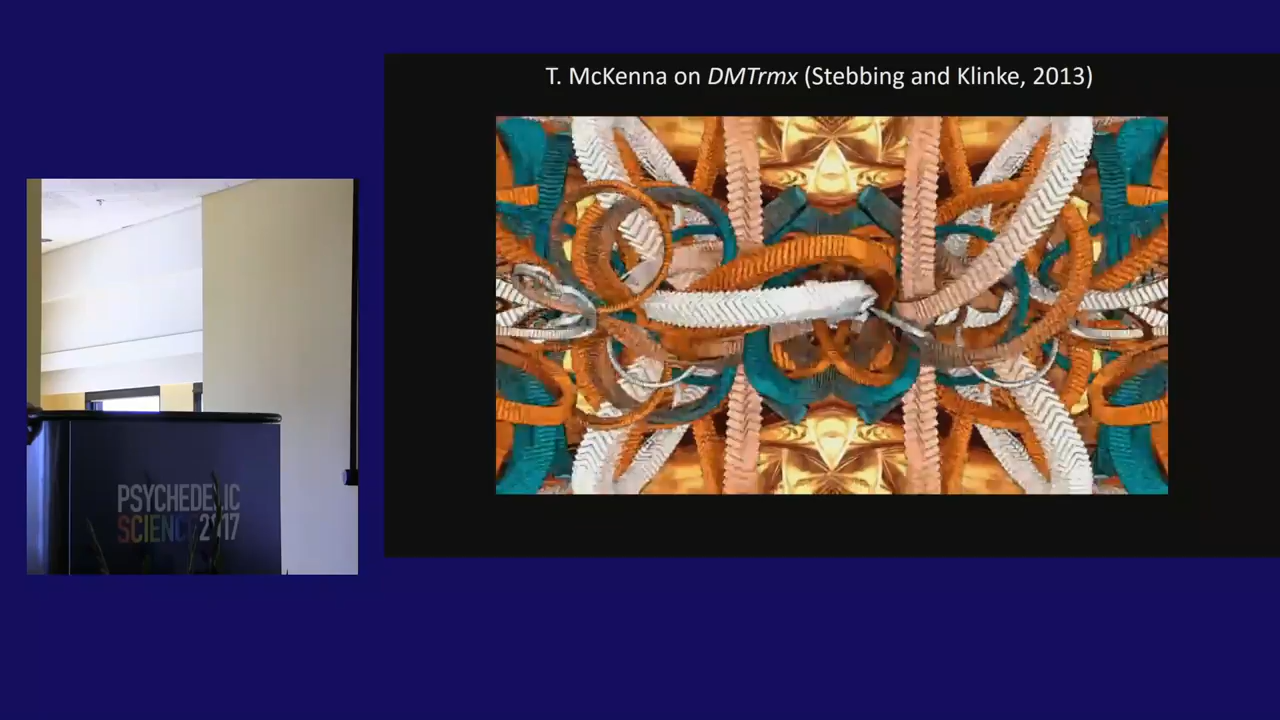 T. McKenna on DMTrmx (Stebbing and Klinke, 2013)
PSYCHEDELIC
SCIENCE 2017